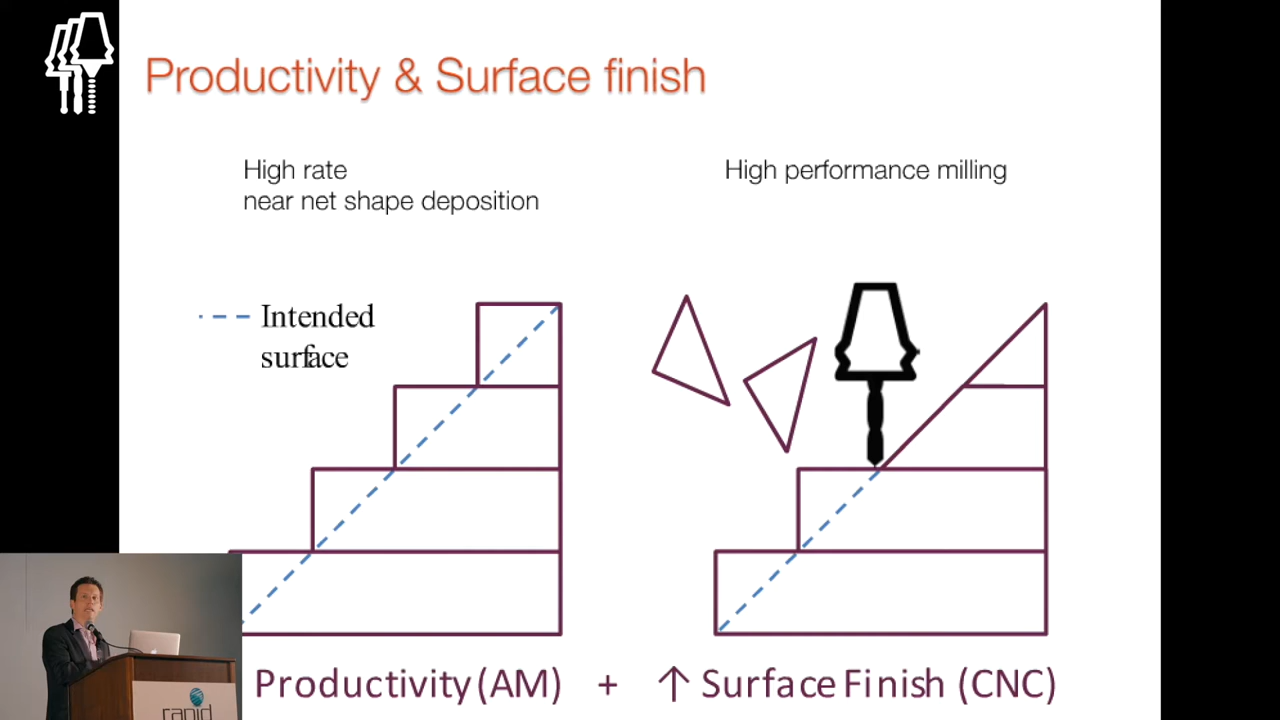 Productivity & Surface finish
High rate
near net shape deposition
High performance milling
Intended
surface
Productivity (AM) + ↑ Surface Finish (CNC)
rapid